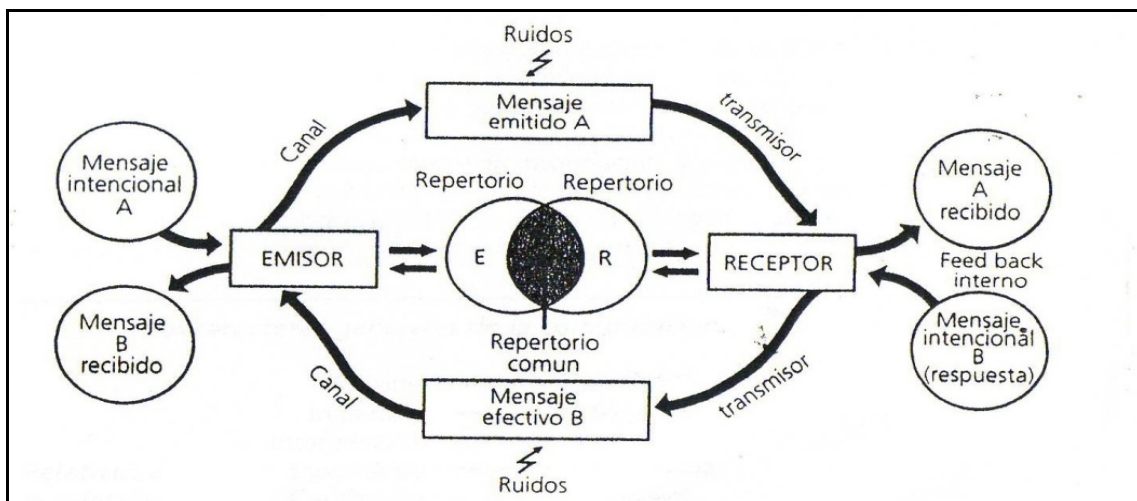 Ruidos
Mensaje
emitido A
Canal
transmisor
Mensaje
intencional
A
Repertorio
Repertorio
Mensaje
A
recibido
EMISOR
E
R
RECEPTOR
Feed back
interno
Mensaje
B
recibido
Repertorio
comun
Mensaje
intencional
B
(respuesta)
Canal
Mensaje
efectivo B
transmisor
Ruidos